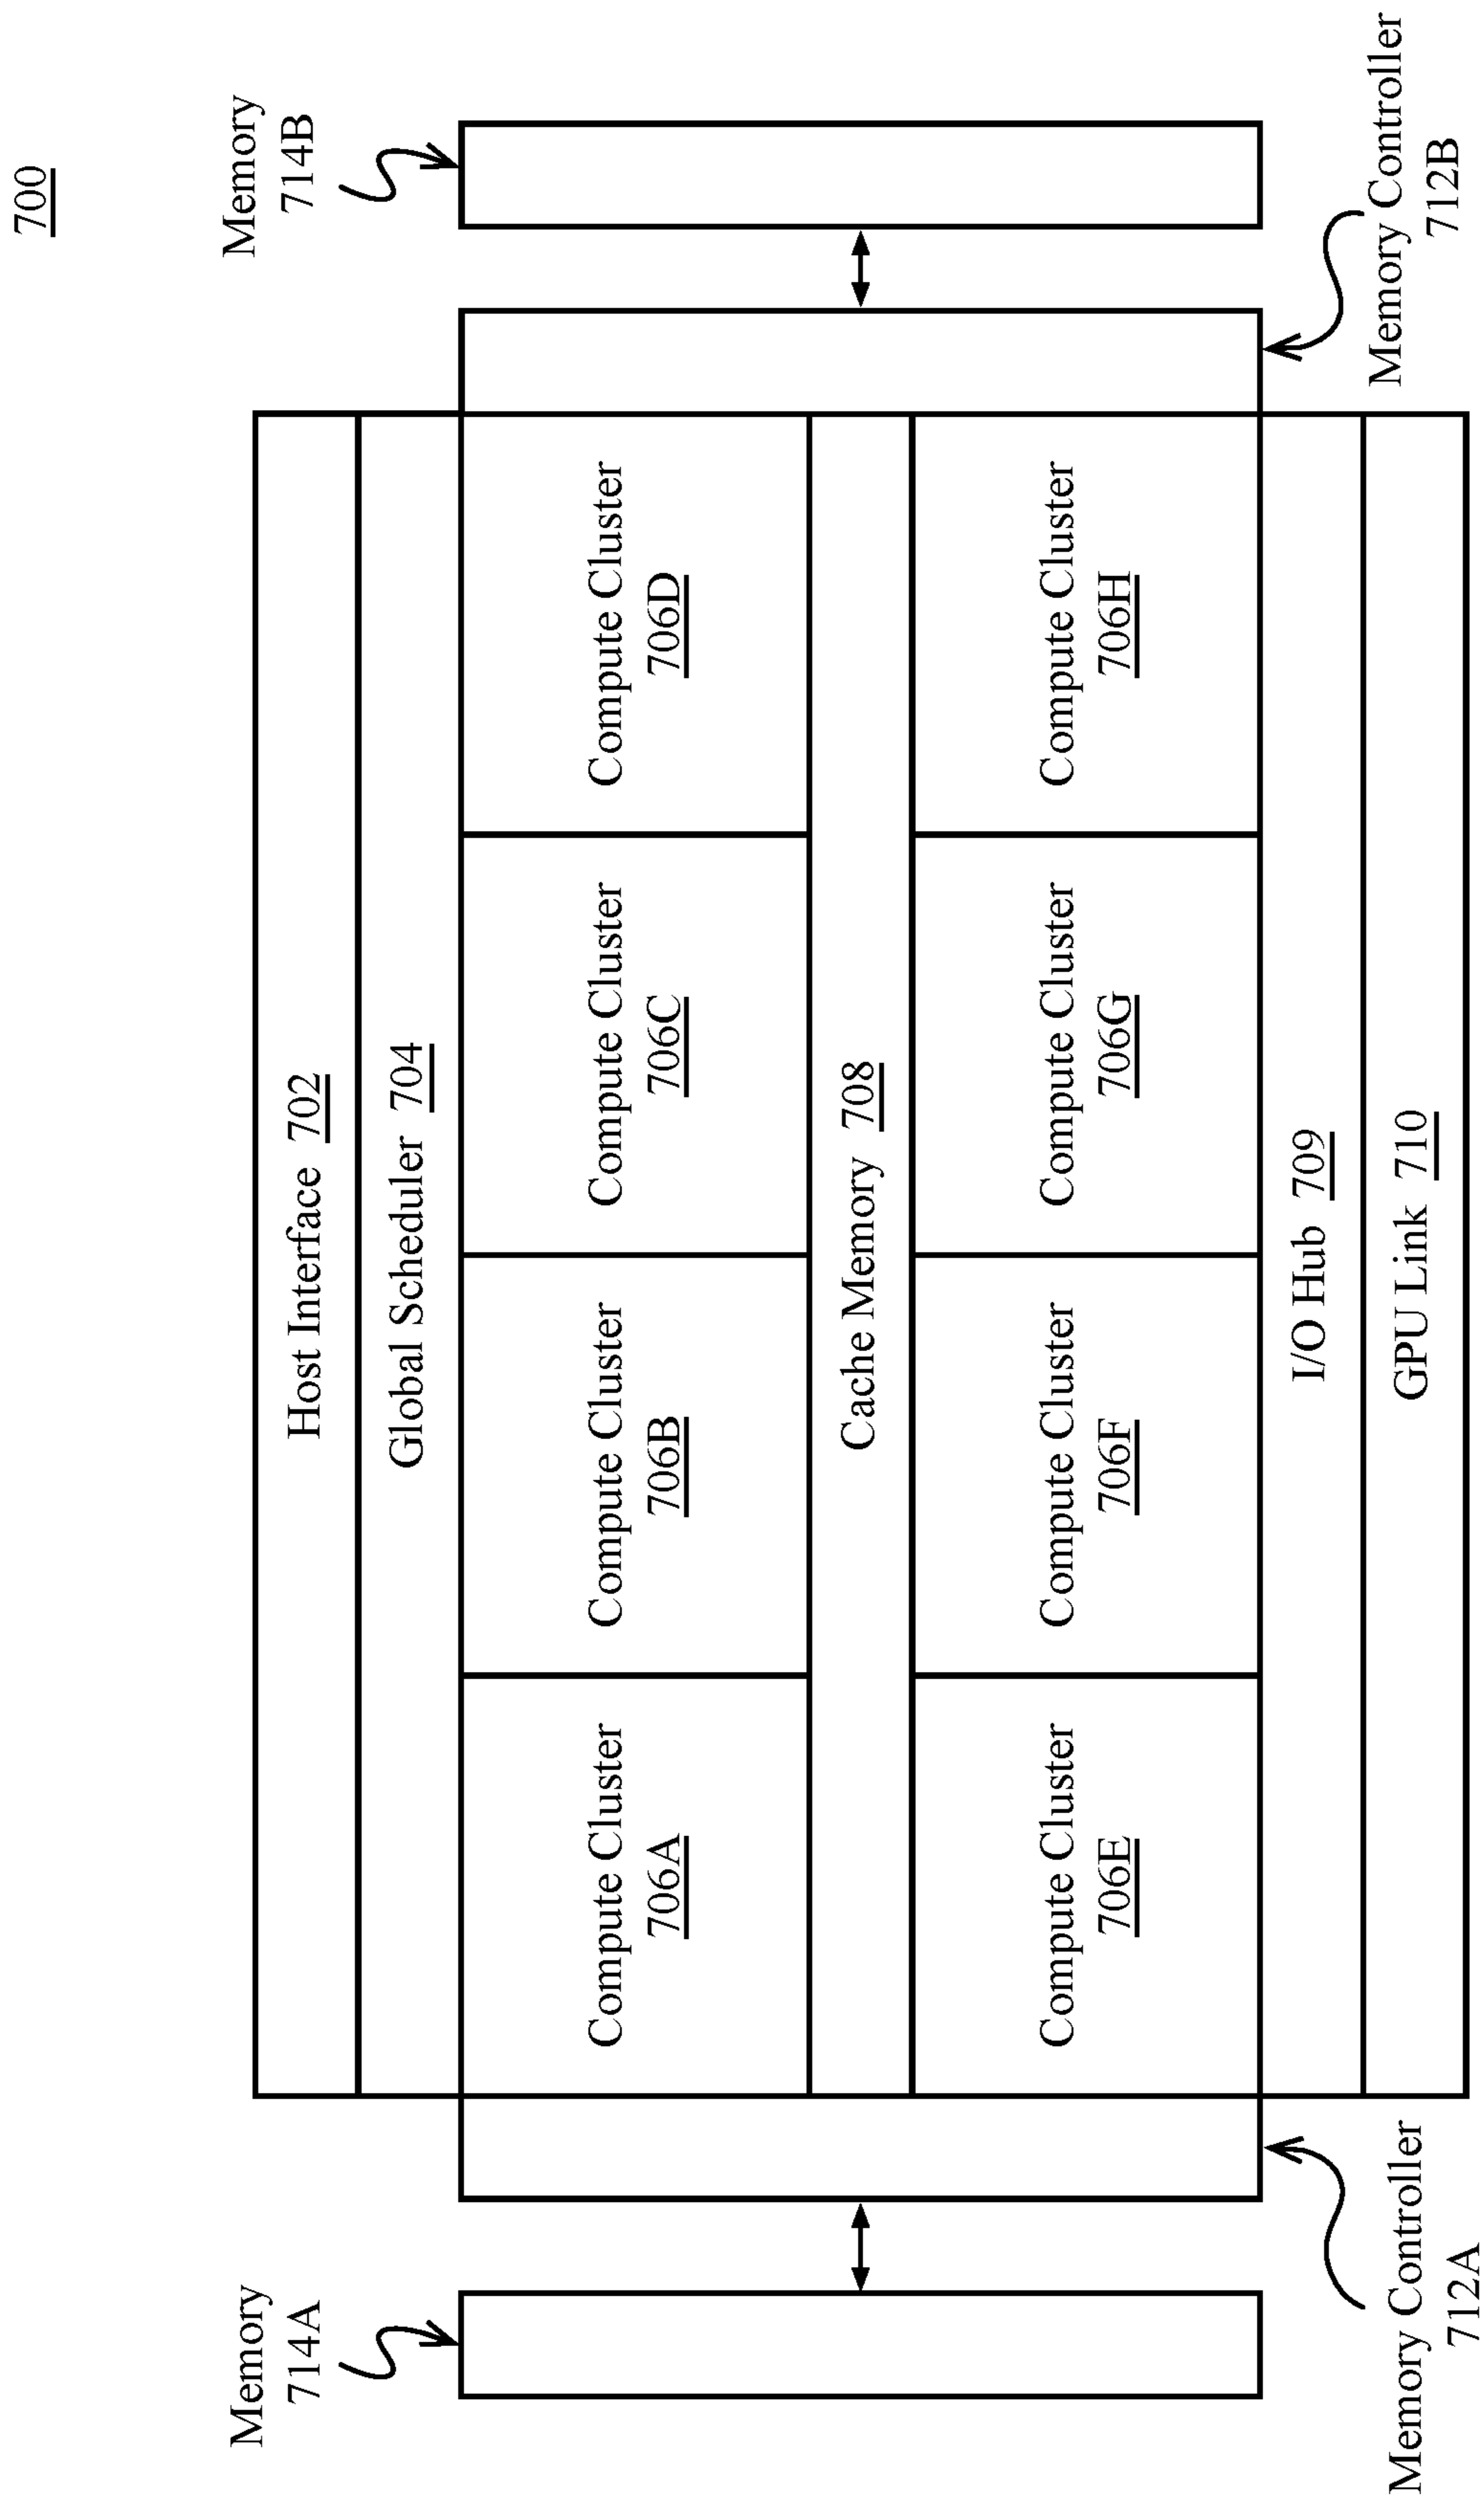 700
Memory
714A
Memory
714B
Host Interface 702
Global Scheduler 704
Compute Cluster
706A
Compute Cluster
706B
Compute Cluster
706C
Compute Cluster
706D
Cache Memory 708
Compute Cluster
706E
Compute Cluster
706F
Compute Cluster
706G
Compute Cluster
706H
I/O Hub 709
GPU Link 710
Memory Controller
712A
Memory Controller
712B